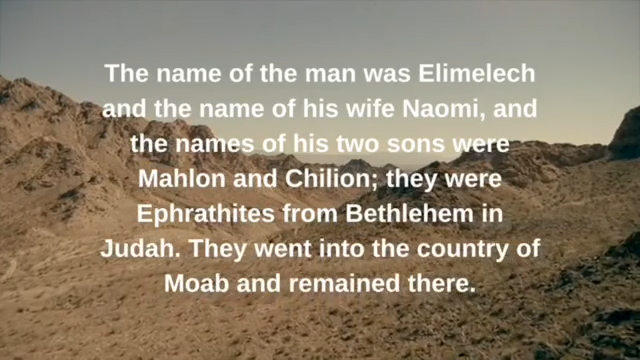 The name of the man was Elimelech
and the name of his wife Naomi, and
the names of his two sons were
Mahlon and Chilion; they were
Ephrathites from Bethlehem in
Judah. They went into the country of
Moab and remained there.